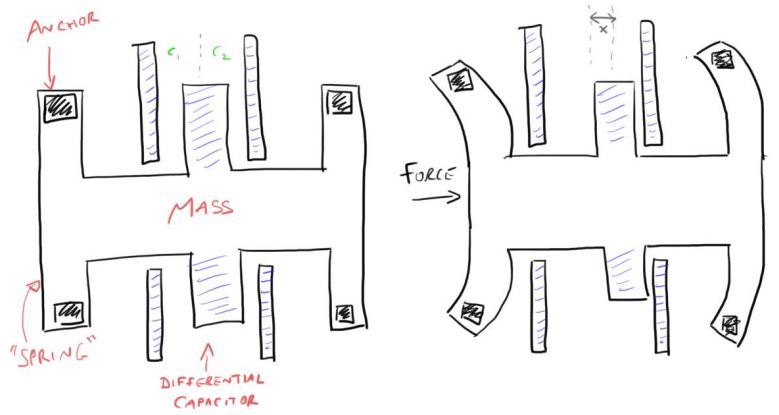 ANCHOR
C1 C2
x
MASS
FORCE
"SPRING"
DIFFERENTIAL
CAPACITOR